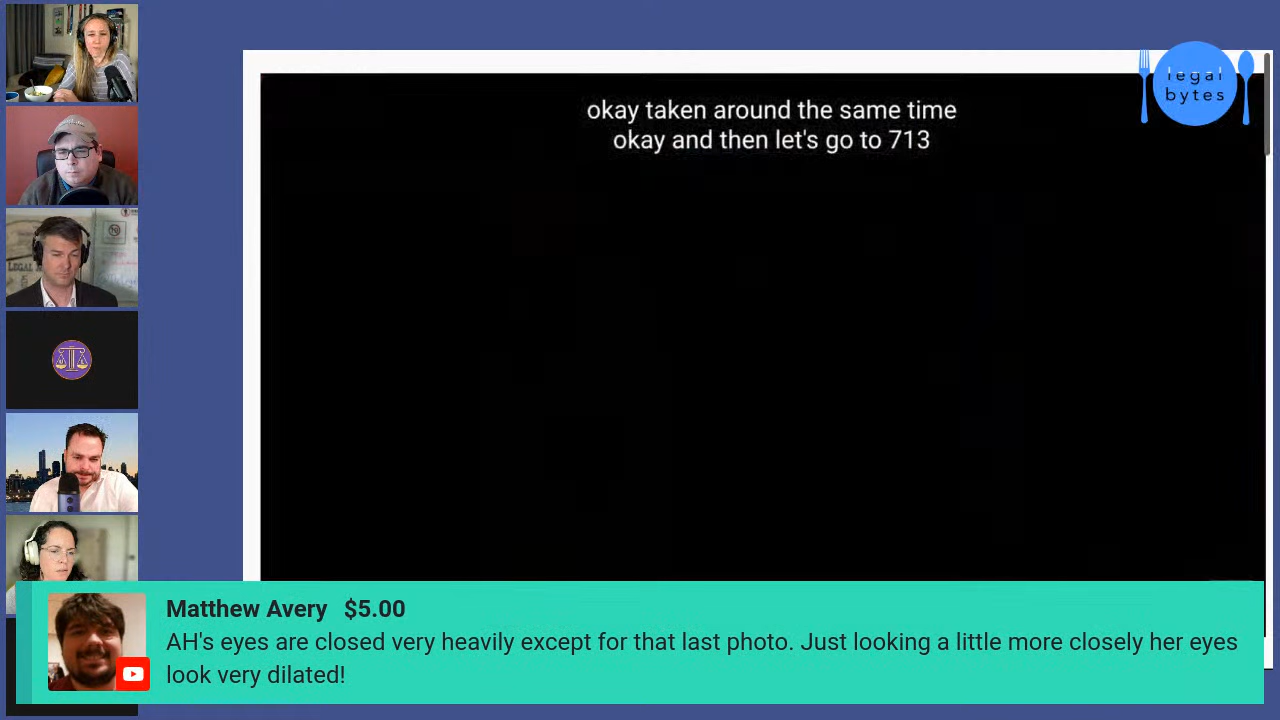 okay taken around the same time
okay and then let's go to 713
legal
bytes
Matthew Avery $5.00
AH's eyes are closed very heavily except for that last photo. Just looking a little more closely her eyes
look very dilated!